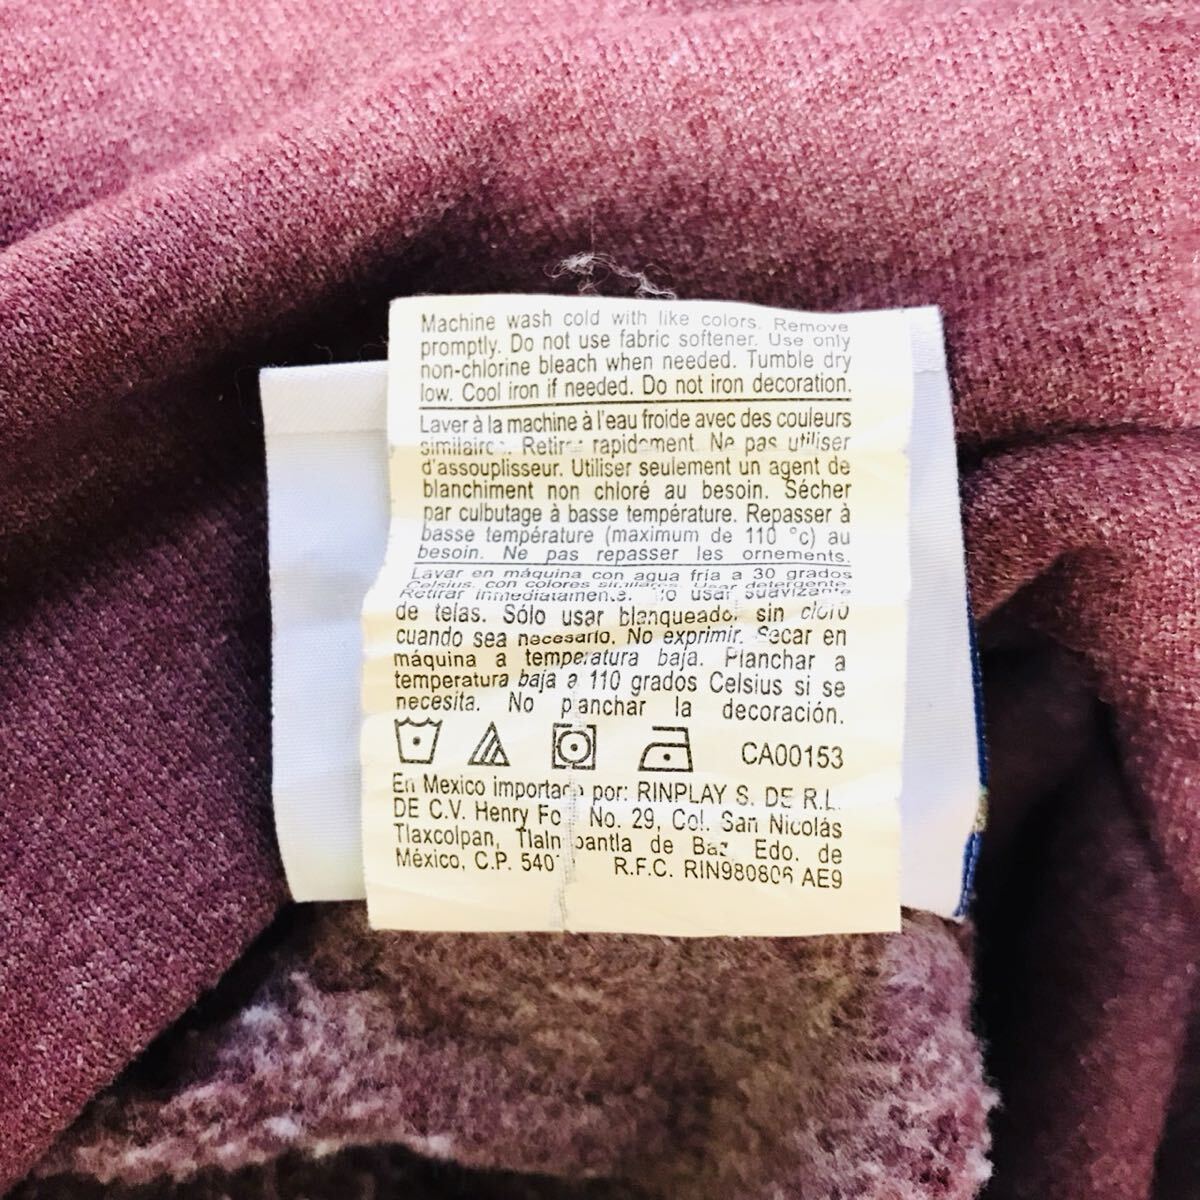 Machine wash cold with like colors. Remove
promptly. Do not use fabric softener. Use only
non-chlorine bleach when needed. Tumble dry
low. Cool iron if needed. Do not iron decoration.
Laver à la machine à l'eau froide avec des couleurs
Retirer rapidement. Ne pas utiliser
d'assouplisseur. Utiliser seulement un agent de
blanchiment non chloré au besoin. Sécher
par culbutage à basse température. Repasser à
basse température (maximum de 110 °c) au
besoin. Ne pas repasser les ornements.
Lavar en máquina con agua fria a 30 grados
Celsius, con colores similares. Usar detergente.
Retirar inmediatamente. No usar suavizante
de telas. Sólo usar blanqueador sin cloro
cuando sea necesario. No exprimir. Secar en
máquina a temperatura baja. Planchar a
temperatura baja a 110 grados Celsius si se
necesita. No planchar la decoración.
CA00153
En Mexico importado por: RINPLAY S. DE R.L.
DE C.V. Henry No. 29, Col. San Nicolás
Tlaxcolpan, de Edo. de
México, C.P. R.F.C. RIN980806 AE9